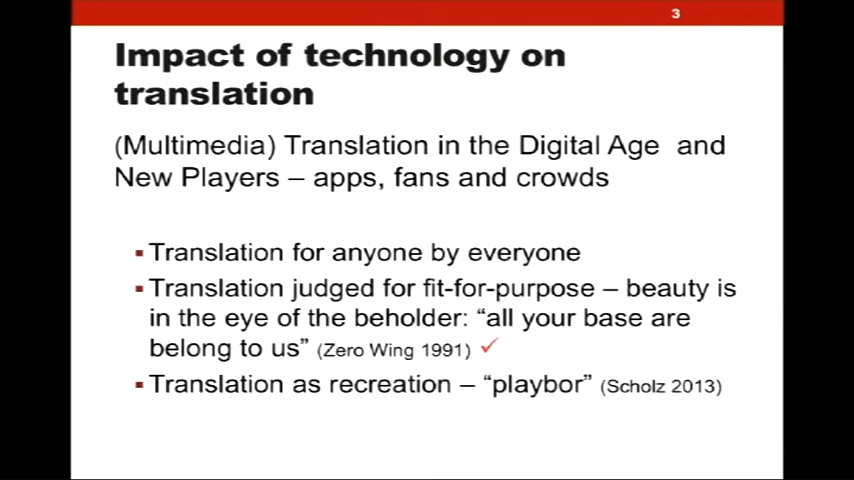 3
Impact of technology on
translation
(Multimedia) Translation in the Digital Age and
New Players – apps, fans and crowds
▪ Translation for anyone by everyone
▪ Translation judged for fit-for-purpose – beauty is
in the eye of the beholder: “all your base are
belong to us” (Zero Wing 1991) ✓
▪ Translation as recreation – “playbor” (Scholz 2013)